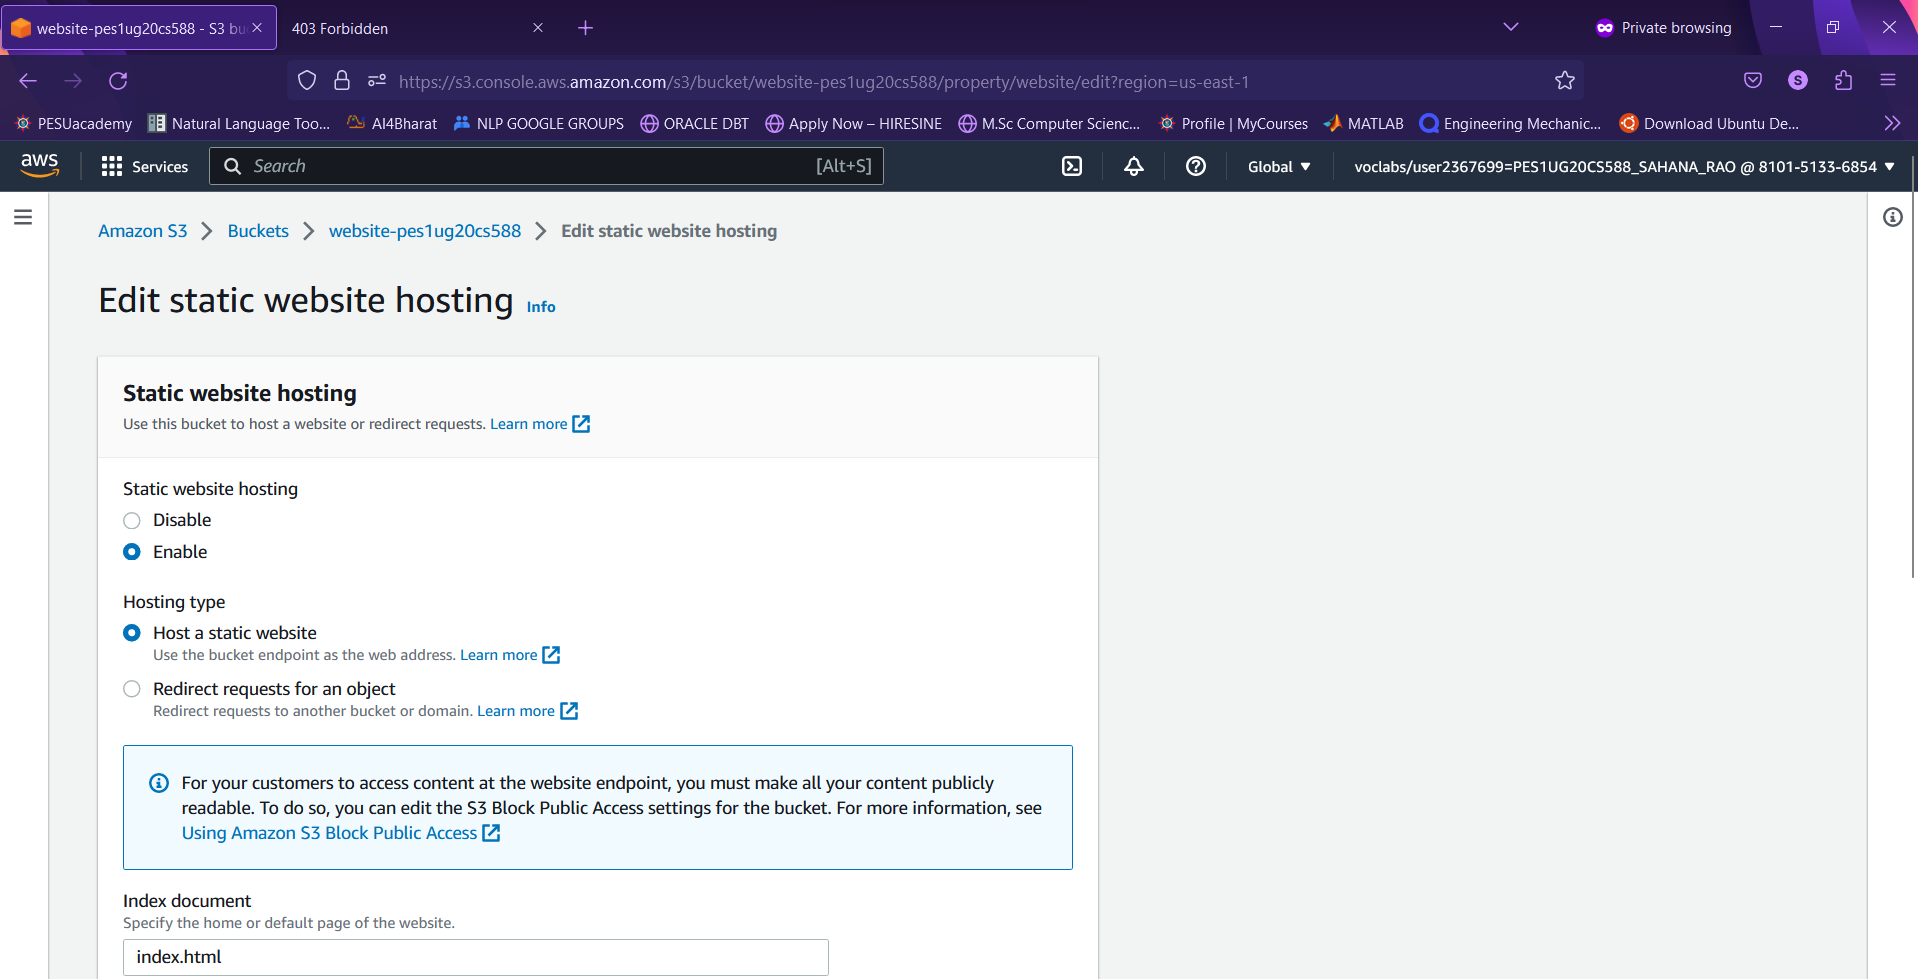 website-pes1ug20cs588 - S3 bu
403 Forbidden
Private browsing
https://s3.console.aws.amazon.com/s3/bucket/website-pes1ug20cs588/property/website/edit?region=us-east-1
S
PESUacademy
Natural Language Too...
AI4Bharat
NLP GOOGLE GROUPS
ORACLE DBT
Apply Now – HIRESINE
M.Sc Computer Scienc...
Profile | MyCourses
MATLAB
Engineering Mechanic...
Download Ubuntu De...
aws
Services
Search
[Alt+S]
Global
voclabs/user2367699=PES1UG20CS588_SAHANA_RAO @ 8101-5133-6854
Amazon S3
Buckets
website-pes1ug20cs588
Edit static website hosting
Edit static website hosting Info
Static website hosting
Use this bucket to host a website or redirect requests. Learn more
Static website hosting
Disable
Enable
Hosting type
Host a static website
Use the bucket endpoint as the web address. Learn more
Redirect requests for an object
Redirect requests to another bucket or domain. Learn more
For your customers to access content at the website endpoint, you must make all your content publicly
readable. To do so, you can edit the S3 Block Public Access settings for the bucket. For more information, see
Using Amazon S3 Block Public Access
Index document
Specify the home or default page of the website.
index.html